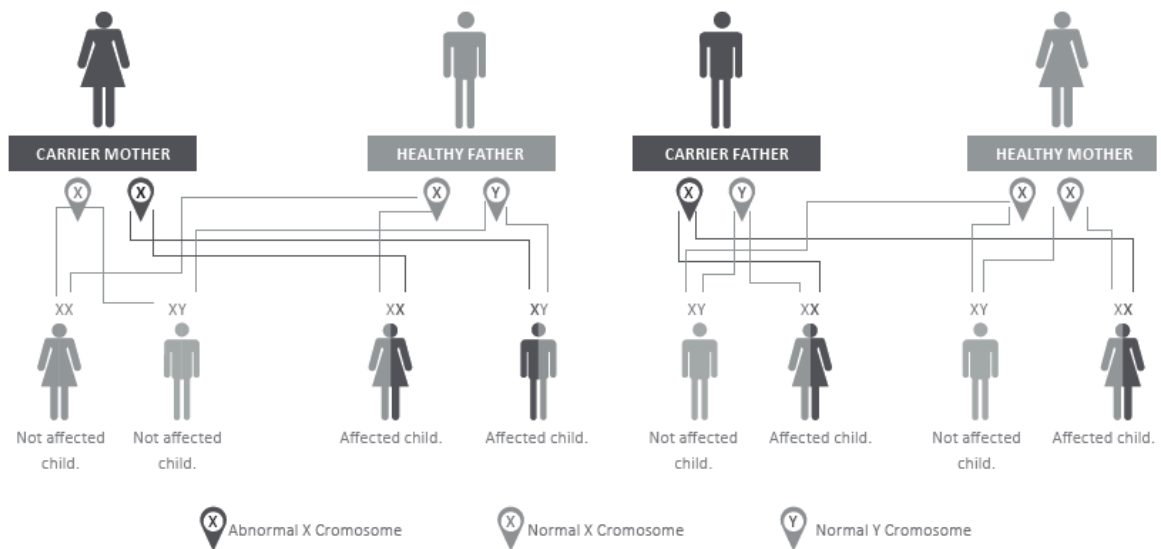 CARRIER MOTHER
HEALTHY FATHER
CARRIER FATHER
HEALTHY MOTHER
X
X
X
Y
X
Y
X
X
XX
XY
XX
XY
XY
XX
XY
XX
Not affected
child.
Not affected
child.
Affected child.
Affected child.
Not affected
child.
Affected child.
Not affected
child.
Affected child.
X Abnormal X Cromosome
X Normal X Cromosome
Y Normal Y Cromosome